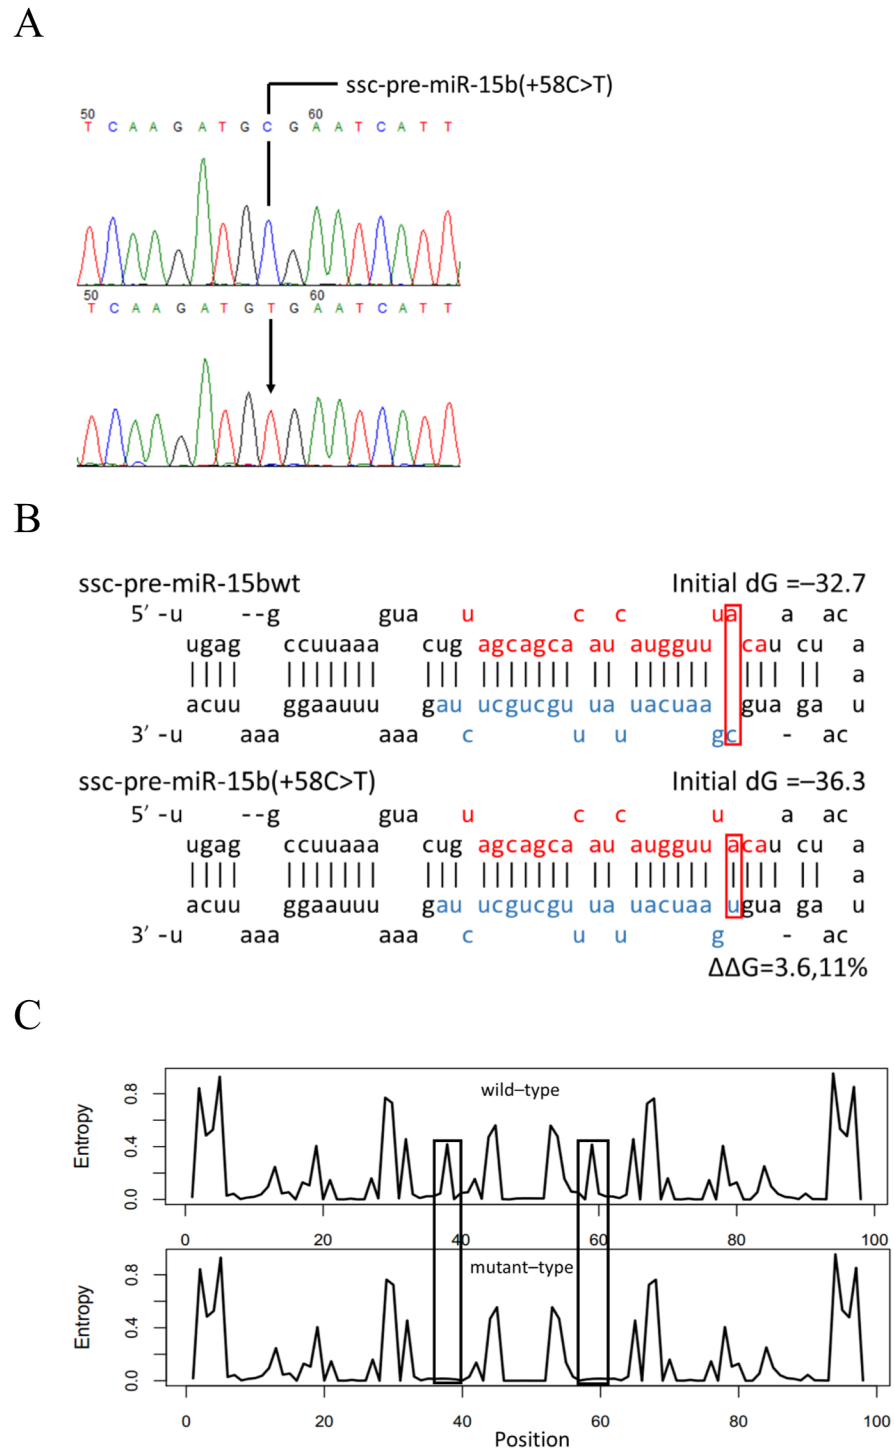 A
ssc-pre-miR-15b(+58C>T)
50 60
T C A A G A T G C G A A T C A T T
50 60
T C A A G A T G T G A A T C A T T
B
ssc-pre-miR-15bwt Initial dG =–32.7
5′ -u --g gua u c c ua a ac
ugag ccuuaaa cug agcagca au augguu cau cu a
|||| ||||||| ||| ||||||| || |||||| ||| || a
acuu ggaauuu gau ucgucgu ua uacuaa gua ga u
3′ -u aaa aaa c u u gc - ac
ssc-pre-miR-15b(+58C>T) Initial dG =–36.3
5′ -u --g gua u c c u a ac
ugag ccuuaaa cug agcagca au augguu acau cu a
|||| ||||||| ||| ||||||| || |||||| |||| || a
acuu ggaauuu gau ucgucgu ua uacuaa ugua ga u
3′ -u aaa aaa c u u g - ac
ΔΔG=3.6,11%
C
wild–type
Entropy
0.8
0.4
0.0
0 20 40 60 80 100
mutant–type
Entropy
0.8
0.4
0.0
0 20 40 60 80 100
Position